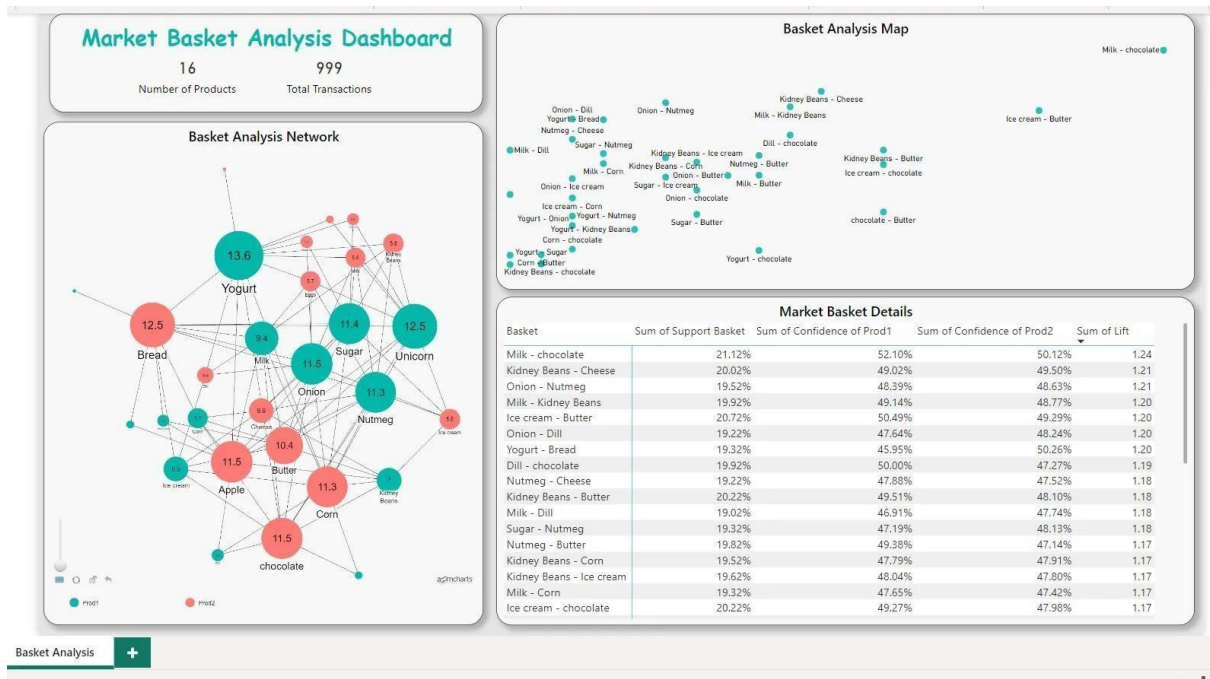 Market Basket Analysis Dashboard
16
999
Number of Products
Total Transactions
Basket Analysis Network
13.6
Yogurt
12.5
Bread
9.4
Milk
11.4
Sugar
12.5
Unicorn
11.5
Onion
11.3
Nutmeg
5.6
Kidney
Beans
5.7
Eggs
Cheese
10.4
Butter
11.5
Apple
Ice cream
11.3
Corn
Kidney
Beans
Ice cream
11.5
chocolate
ZoomCharts
Prod1
Prod2
Basket Analysis Map
Milk - chocolate
Kidney Beans - Cheese
Onion - Dill
Onion - Nutmeg
Milk - Kidney Beans
Ice cream - Butter
Yogurt - Bread
Nutmeg - Cheese
Dill - chocolate
Milk - Dill
Sugar - Nutmeg
Kidney Beans - Ice cream
Kidney Beans - Butter
Kidney Beans - Corn
Nutmeg - Butter
Milk - Corn
Onion - Butter
Ice cream - chocolate
Onion - Ice cream
Sugar - Ice cream
Milk - Butter
Onion - chocolate
Ice cream - Corn
Yogurt - Onion
Yogurt - Nutmeg
Sugar - Butter
chocolate - Butter
Yogurt - Kidney Beans
Corn - chocolate
Yogurt - Sugar
Yogurt - chocolate
Corn - Butter
Kidney Beans - chocolate
Market Basket Details
Basket Sum of Support Basket Sum of Confidence of Prod1 Sum of Confidence of Prod2 Sum of Lift
Milk - chocolate 21.12% 52.10% 50.12% 1.24
Kidney Beans - Cheese 20.02% 49.02% 49.50% 1.21
Onion - Nutmeg 19.52% 48.39% 48.63% 1.21
Milk - Kidney Beans 19.92% 49.14% 48.77% 1.20
Ice cream - Butter 20.72% 50.49% 49.29% 1.20
Onion - Dill 19.22% 47.64% 48.24% 1.20
Yogurt - Bread 19.32% 45.95% 50.26% 1.20
Dill - chocolate 19.92% 50.00% 47.27% 1.19
Nutmeg - Cheese 19.22% 47.88% 47.52% 1.18
Kidney Beans - Butter 20.22% 49.51% 48.10% 1.18
Milk - Dill 19.02% 46.91% 47.74% 1.18
Sugar - Nutmeg 19.32% 47.19% 48.13% 1.18
Nutmeg - Butter 19.82% 49.38% 47.14% 1.17
Kidney Beans - Corn 19.52% 47.79% 47.91% 1.17
Kidney Beans - Ice cream 19.62% 48.04% 47.80% 1.17
Milk - Corn 19.32% 47.65% 47.42% 1.17
Ice cream - chocolate 20.22% 49.27% 47.98% 1.17
Basket Analysis
+